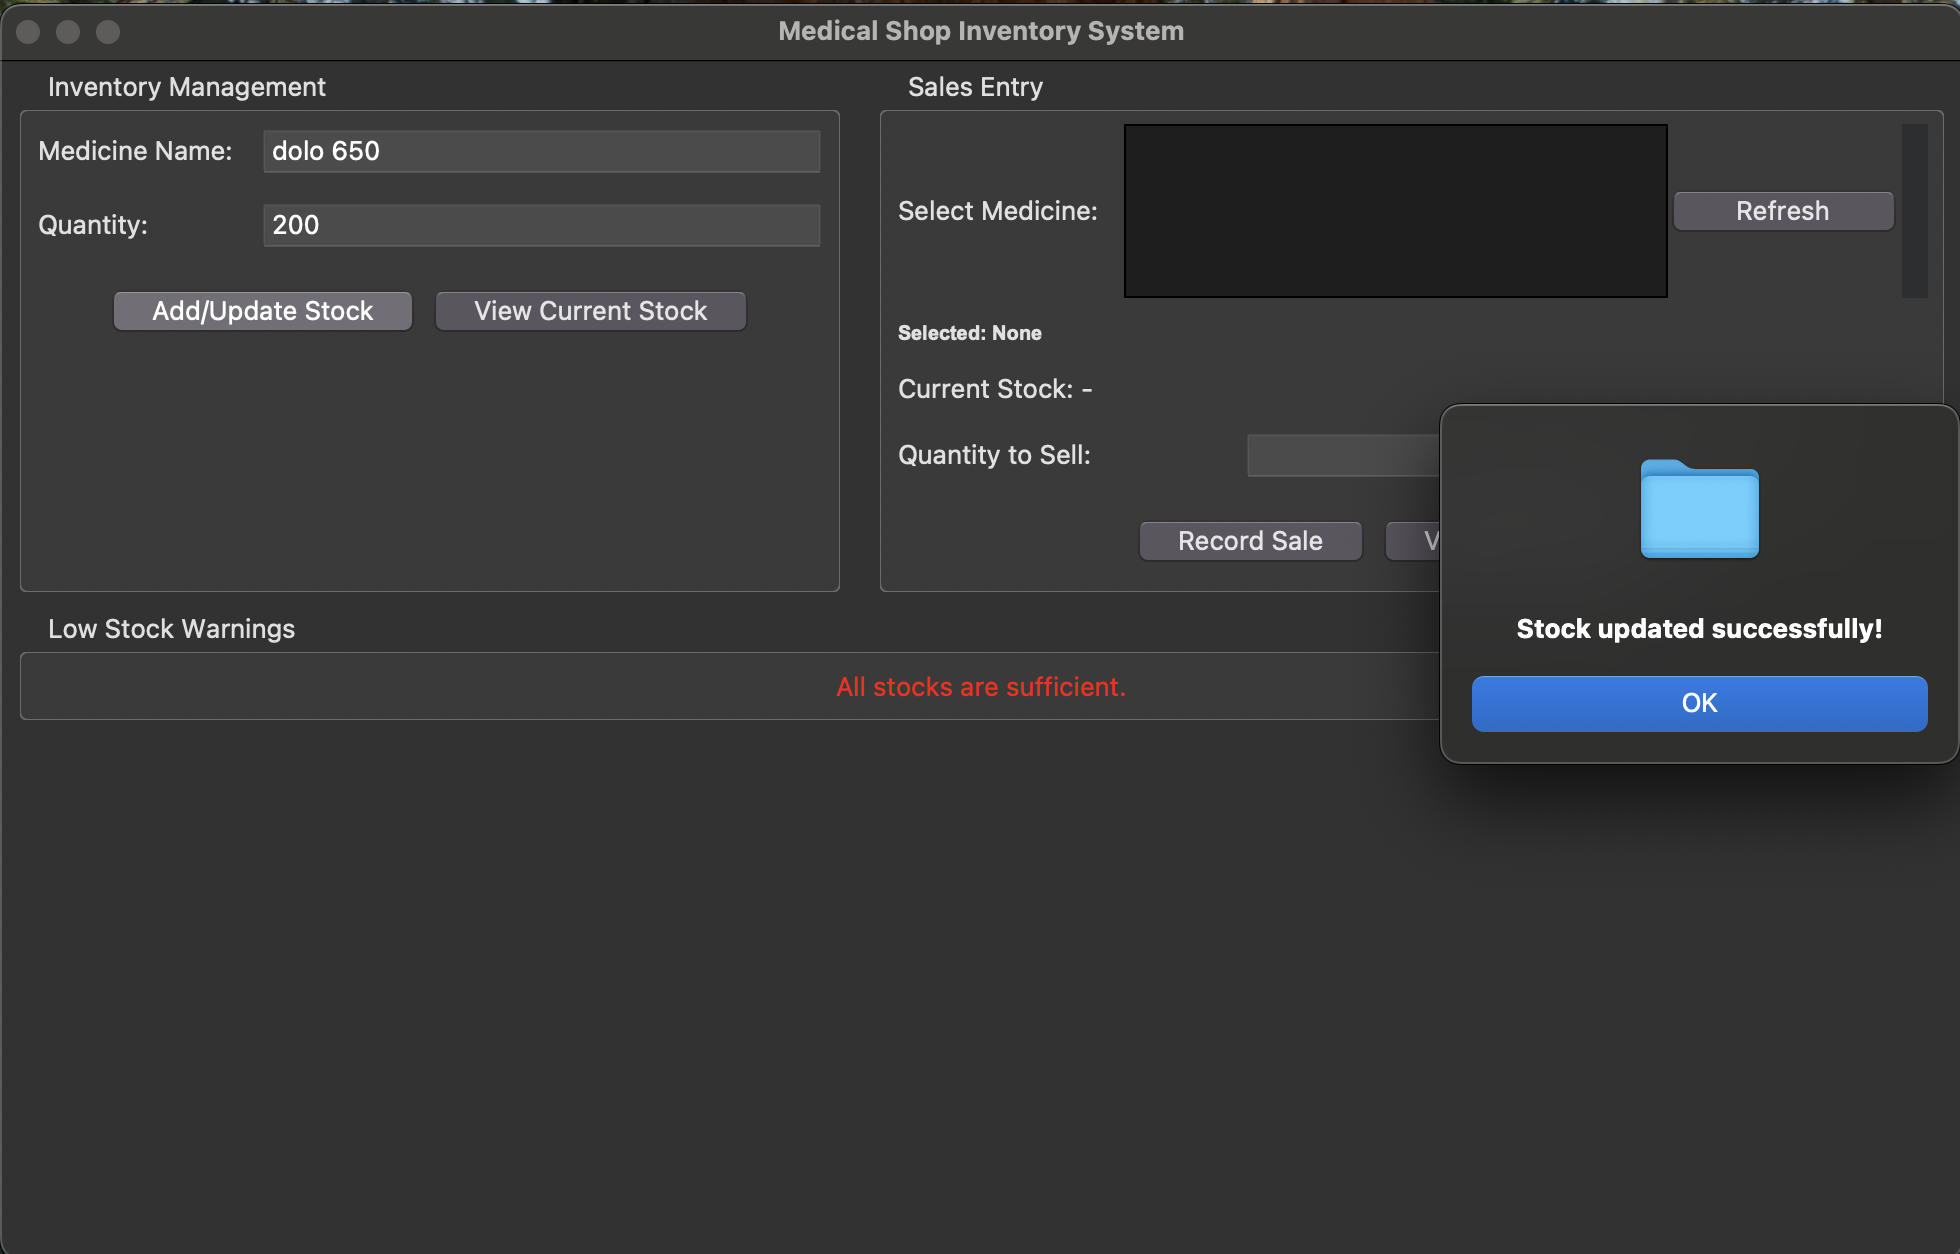 Medical Shop Inventory System
Inventory Management
Medicine Name:
dolo 650
Quantity:
200
Add/Update Stock
View Current Stock
Sales Entry
Select Medicine:
Refresh
Selected: None
Current Stock: -
Quantity to Sell:
Record Sale
Low Stock Warnings
All stocks are sufficient.
Stock updated successfully!
OK